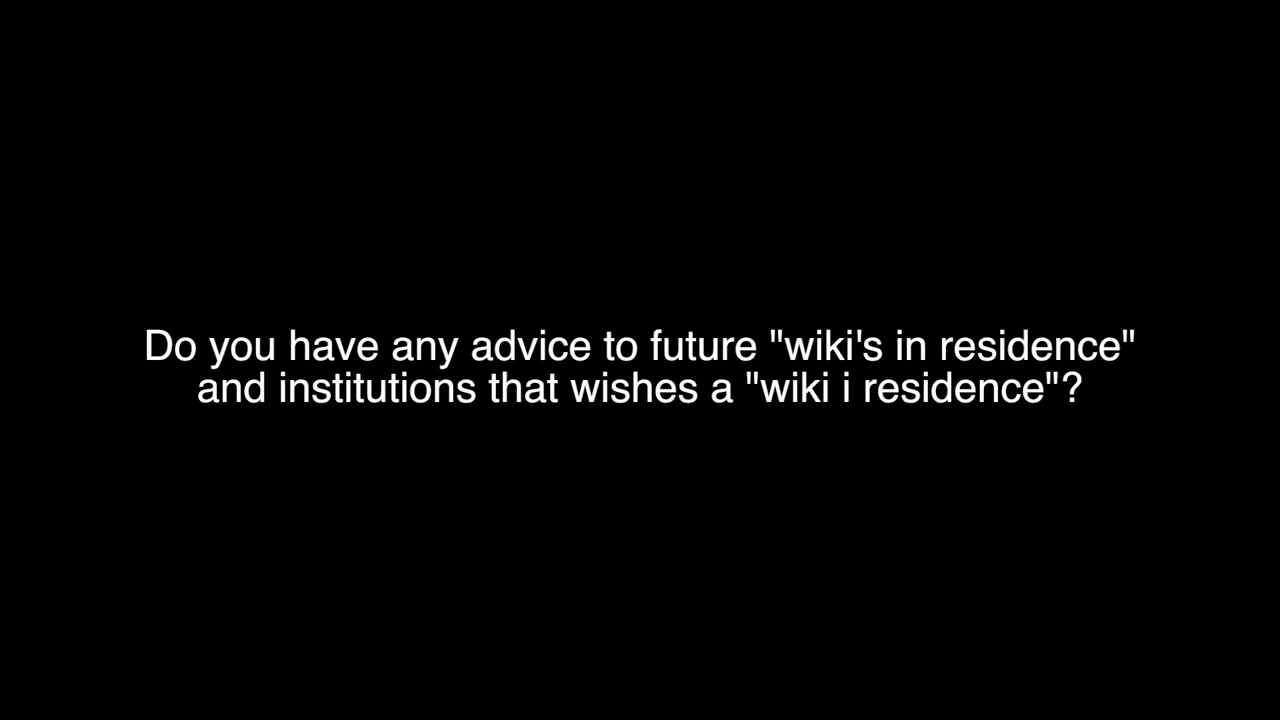 Do you have any advice to future "wiki's in residence"
and institutions that wishes a "wiki i residence"?